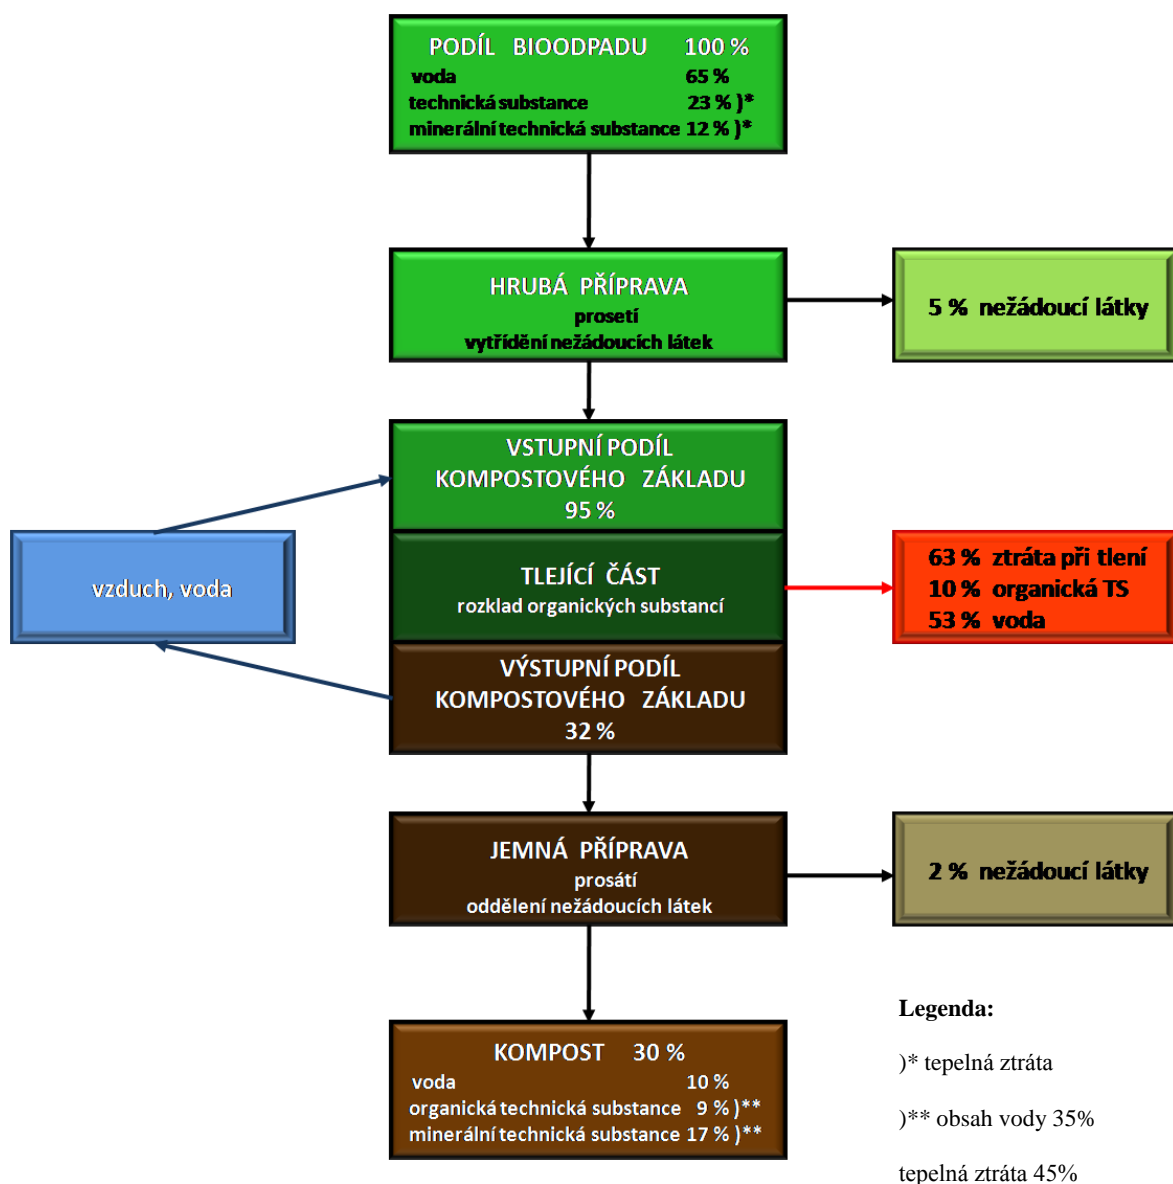 PODÍL BIOODPADU 100 %
voda 65 %
technická substance 23 % )*
minerální technická substance 12 % )*
HRUBÁ PŘÍPRAVA
prosetí
vytřídění nežádoucích látek
5 % nežádoucí látky
VSTUPNÍ PODÍL
KOMPOSTOVÉHO ZÁKLADU
95 %
vzduch, voda
TLEJÍCÍ ČÁST
rozklad organických substancí
63 % ztráta při tlení
10 % organická TS
53 % voda
VÝSTUPNÍ PODÍL
KOMPOSTOVÉHO ZÁKLADU
32 %
JEMNÁ PŘÍPRAVA
prosátí
oddělení nežádoucích látek
2 % nežádoucí látky
KOMPOST 30 %
voda 10 %
organická technická substance 9 % )**
minerální technická substance 17 % )**
Legenda:
)* tepelná ztráta
)** obsah vody 35%
tepelná ztráta 45%